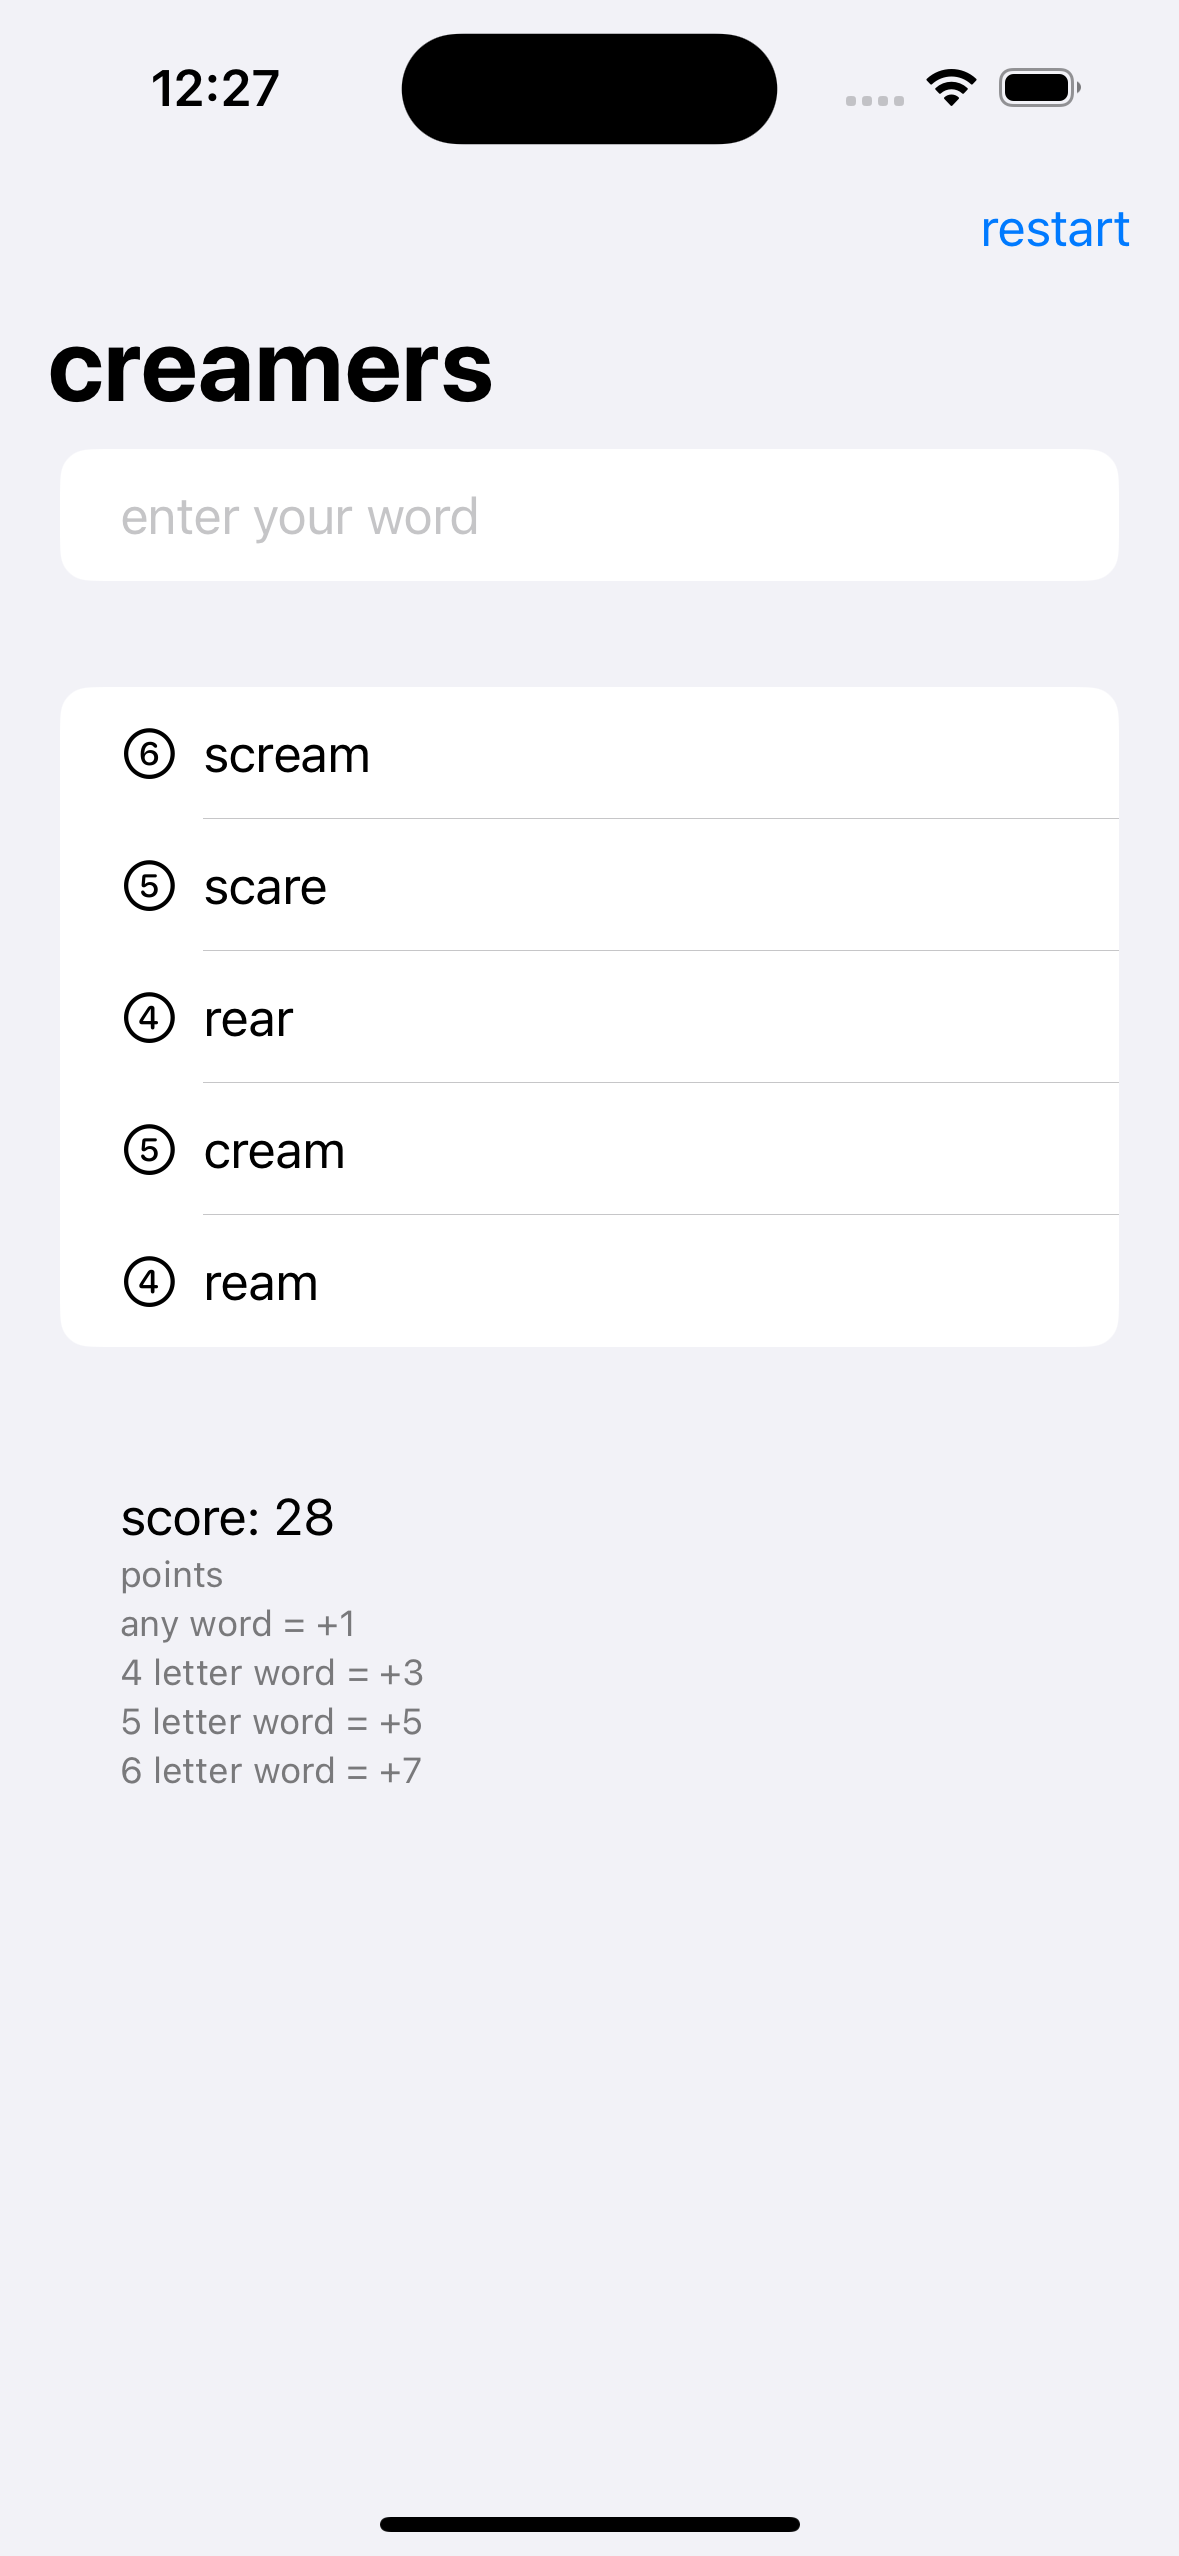 12:27
restart
creamers
enter your word
6 scream
5 scare
4 rear
5 cream
4 ream
score: 28
points
any word = +1
4 letter word = +3
5 letter word = +5
6 letter word = +7